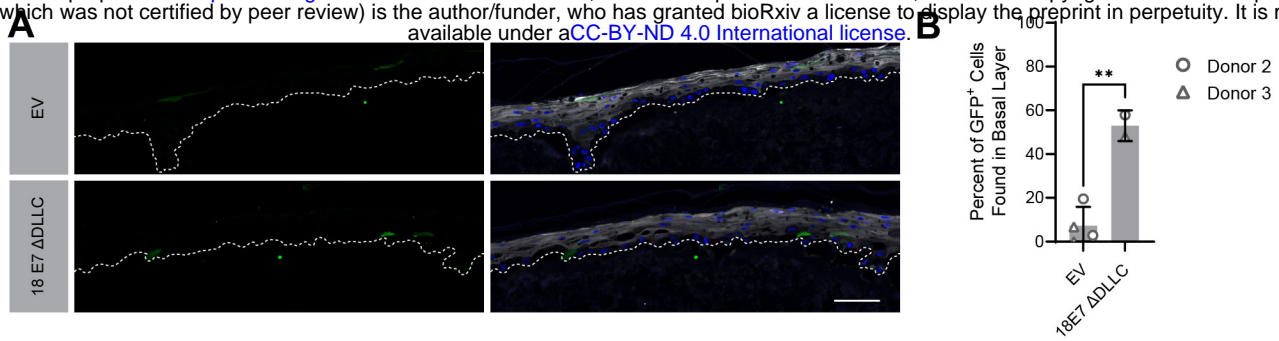 which was not certified by peer review) is the author/funder, who has granted bioRxiv a license to display the preprint in perpetuity. It is
available under aCC-BY-ND 4.0 International license.
A
EV
18 E7 ΔDLLC
B
Percent of GFP+ Cells
Found in Basal Layer
100
80
60
40
20
0
**
EV
18E7 ΔDLLC
Donor 2
Donor 3